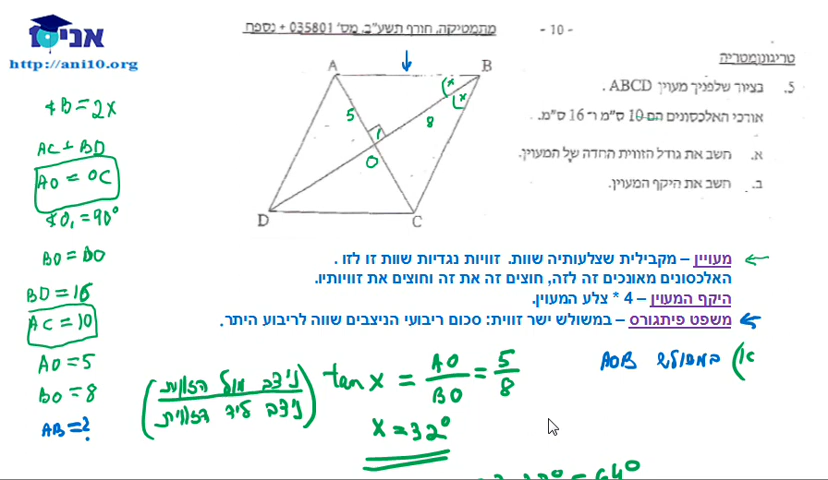 אני10
http://ani10.org
- 10 -
מתמטיקה, חורף תשע"ב, מס' 035801 + נספח
טריגונומטריה
5. בציור שלפניך מעוין ABCD .
אורכי האלכסונים הם 10 ס"מ ו־ 16 ס"מ.
א. חשב את גודל הזווית החדה של המעוין.
ב. חשב את היקף המעוין.
A
B
x
x
5
8
1
O
D
C
∢B = 2x
AC ⊥ BD
AO = OC
∢O₁ = 90°
BO = DO
BD = 16
AC = 10
AO = 5
BO = 8
AB = ?
מעויין – מקבילית שצלעותיה שוות. זוויות נגדיות שוות זו לזו .
האלכסונים מאונכים זה לזה, חוצים זה את זה וחוצים את זוויותיו.
היקף המעוין – 4 * צלע המעוין.
משפט פיתגורס – במשולש ישר זווית: סכום ריבועי הניצבים שווה לריבוע היתר.
א) במשולש AOB
tan x = AO/BO = 5/8
(ניצב מול הזווית / ניצב ליד הזווית)
x = 32°
= 64°